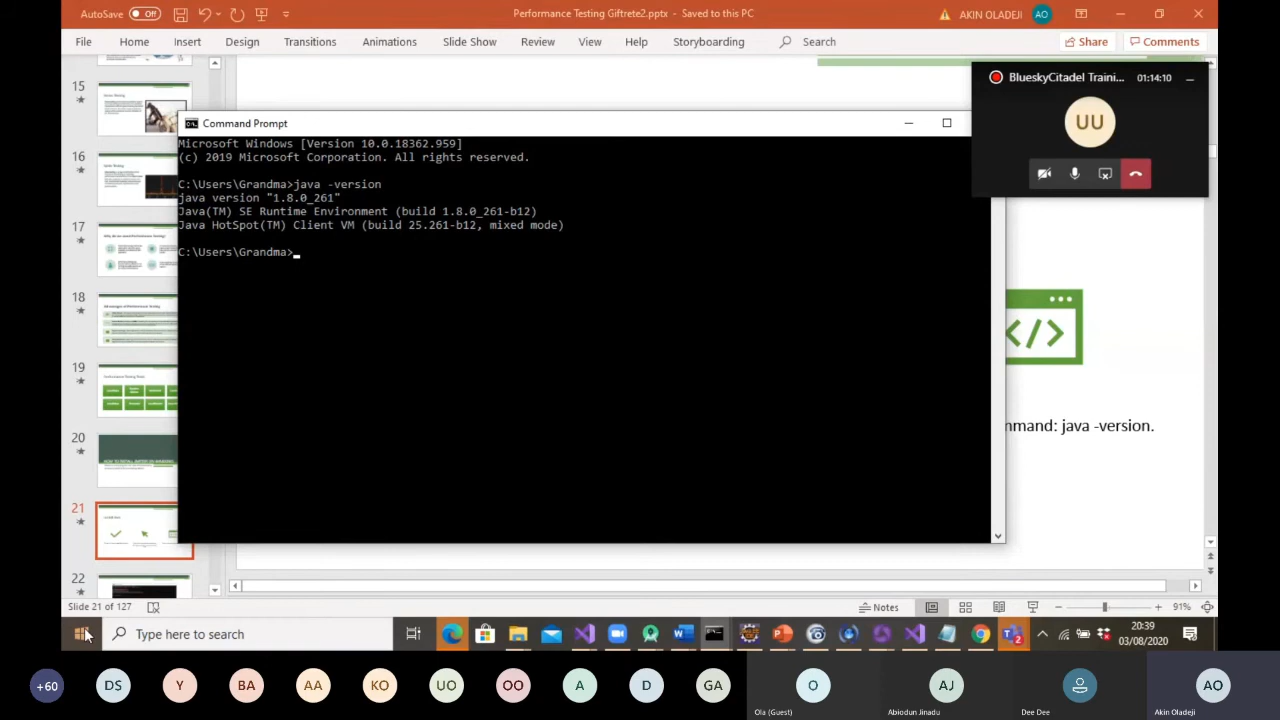 AutoSave Off
Performance Testing Giftrete2.pptx - Saved to this PC
AKIN OLADEJI AO
File Home Insert Design Transitions Animations Slide Show Review View Help Storyboarding Search Share Comments
BlueskyCitadel Traini... 01:14:10
UU
15
16
17
18
19
20
21
22
Command Prompt
Microsoft Windows [Version 10.0.18362.959]
(c) 2019 Microsoft Corporation. All rights reserved.
C:\Users\Grandma>java -version
java version "1.8.0_261"
Java(TM) SE Runtime Environment (build 1.8.0_261-b12)
Java HotSpot(TM) Client VM (build 25.261-b12, mixed mode)
C:\Users\Grandma>
mmand: java -version.
Slide 21 of 127
Notes
91%
Type here to search
20:39
03/08/2020
+60 DS Y BA AA KO UO OO A D GA O AJ AO
Ola (Guest) Abiodun Jinadu Dee Dee Akin Oladeji